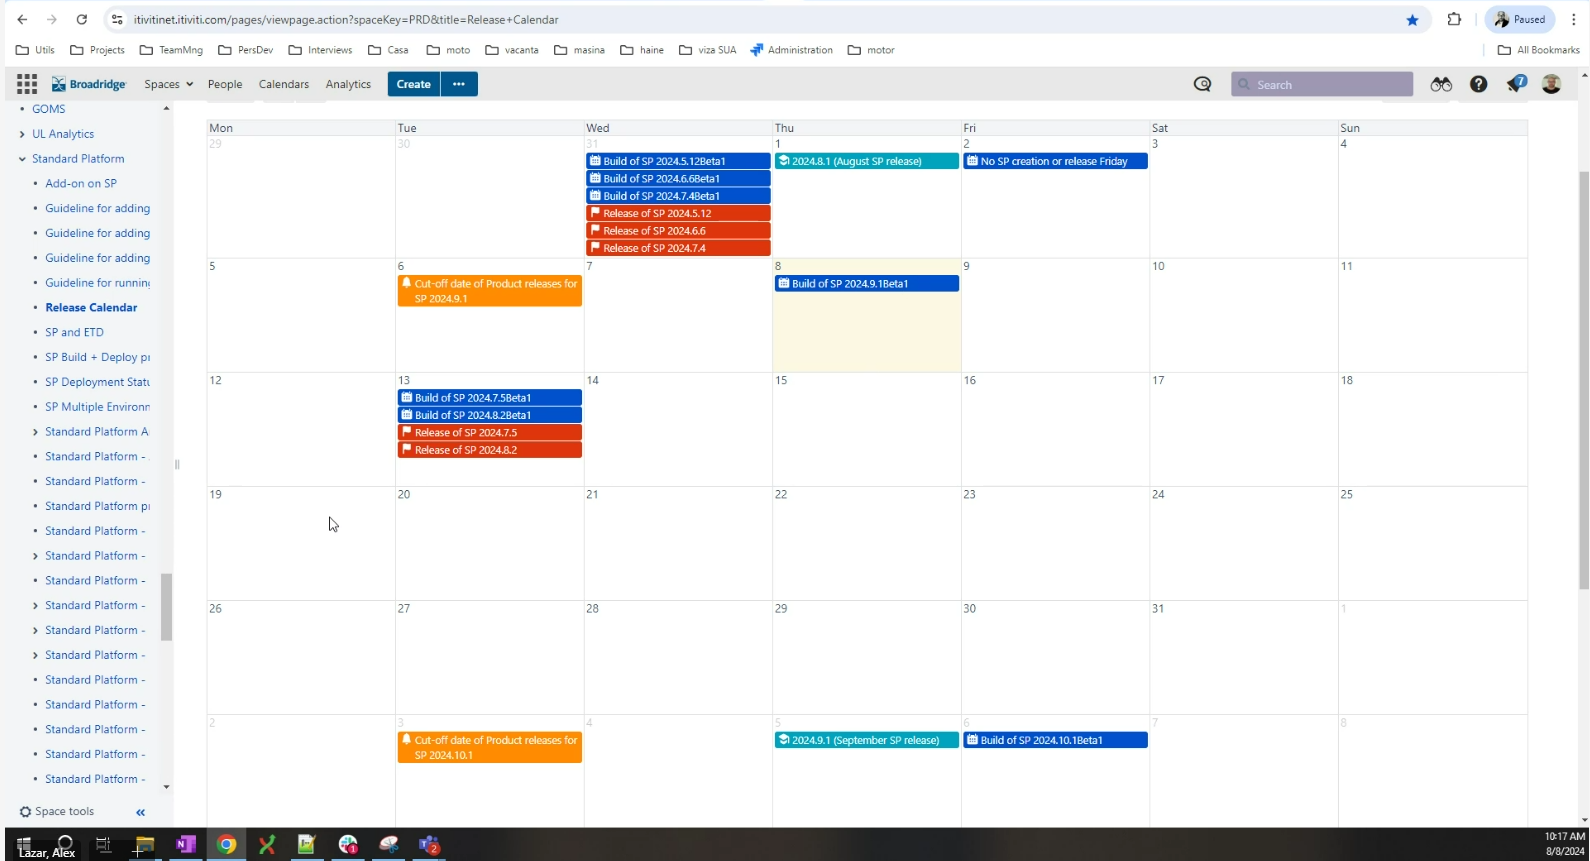 itivitinet.itiviti.com/pages/viewpage.action?spaceKey=PRD&title=Release+Calendar
Paused
Utils Projects TeamMng PersDev Interviews Casa moto vacanta masina haine viza SUA Administration motor All Bookmarks
Broadridge Spaces People Calendars Analytics Create ••• Search 7
GOMS
UL Analytics
Standard Platform
Add-on on SP
Guideline for adding
Guideline for adding
Guideline for adding
Guideline for running
Release Calendar
SP and ETD
SP Build + Deploy pr
SP Deployment Statu
SP Multiple Environm
Standard Platform A
Standard Platform -
Standard Platform -
Standard Platform pr
Standard Platform -
Standard Platform -
Standard Platform -
Standard Platform -
Standard Platform -
Standard Platform -
Standard Platform -
Standard Platform -
Standard Platform -
Standard Platform -
Standard Platform -
Space tools
Mon Tue Wed Thu Fri Sat Sun
29 30 31 1 2 3 4
Build of SP 2024.5.12Beta1
Build of SP 2024.6.6Beta1
Build of SP 2024.7.4Beta1
Release of SP 2024.5.12
Release of SP 2024.6.6
Release of SP 2024.7.4
2024.8.1 (August SP release)
No SP creation or release Friday
5 6 7 8 9 10 11
Cut-off date of Product releases for
SP 2024.9.1
Build of SP 2024.9.1Beta1
12 13 14 15 16 17 18
Build of SP 2024.7.5Beta1
Build of SP 2024.8.2Beta1
Release of SP 2024.7.5
Release of SP 2024.8.2
19 20 21 22 23 24 25
26 27 28 29 30 31 1
2 3 4 5 6 7 8
Cut-off date of Product releases for
SP 2024.10.1
2024.9.1 (September SP release)
Build of SP 2024.10.1Beta1
Lazar, Alex
10:17 AM
8/8/2024